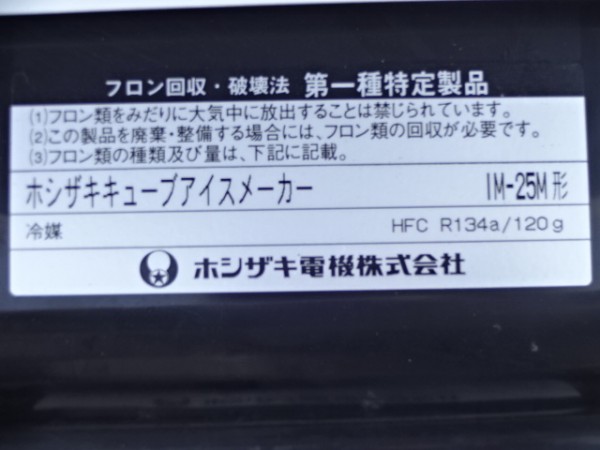 フロン回収・破壊法 第一種特定製品
(1)フロン類をみだりに大気中に放出することは禁じられています。
(2)この製品を廃棄・整備する場合には、フロン類の回収が必要です。
(3)フロン類の種類及び量は、下記に記載。
ホシザキキューブアイスメーカー IM-25M形
冷媒 HFC R134a/120g
ホシザキ電機株式会社